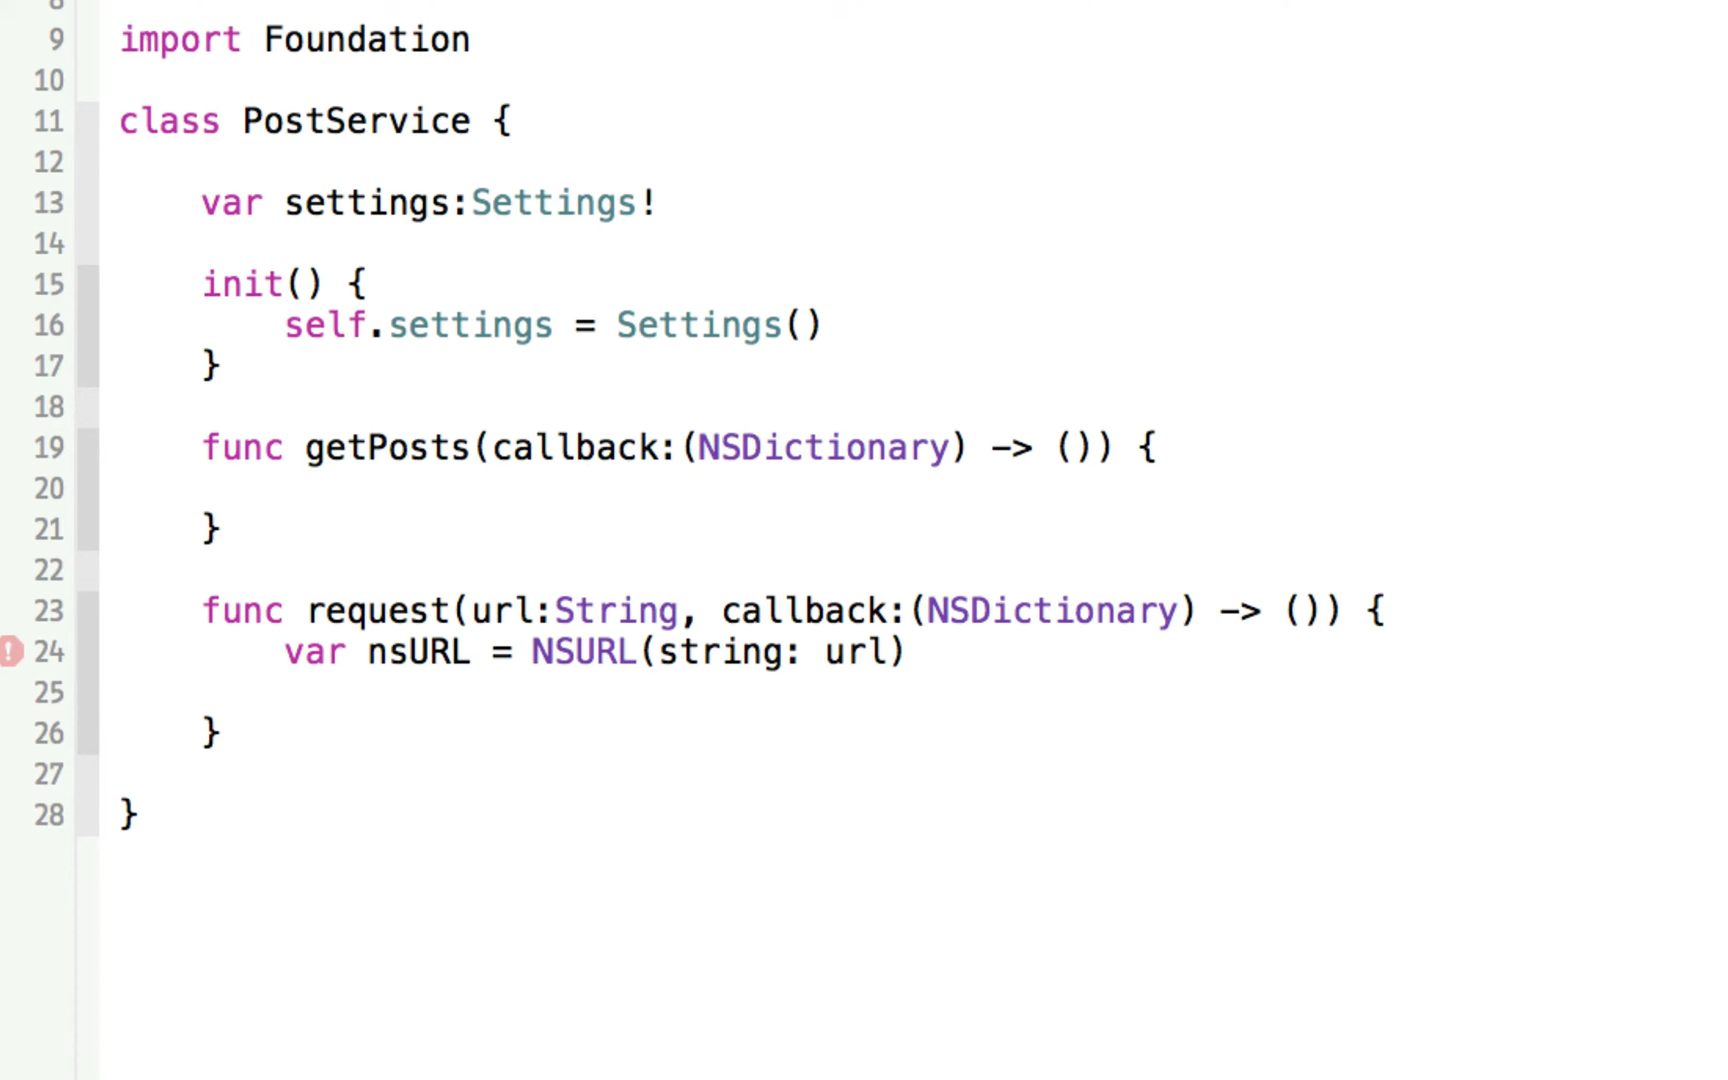 9 import Foundation
10
11 class PostService {
12
13 var settings:Settings!
14
15 init() {
16 self.settings = Settings()
17 }
18
19 func getPosts(callback:(NSDictionary) -> ()) {
20
21 }
22
23 func request(url:String, callback:(NSDictionary) -> ()) {
24 var nsURL = NSURL(string: url)
25
26 }
27
28 }